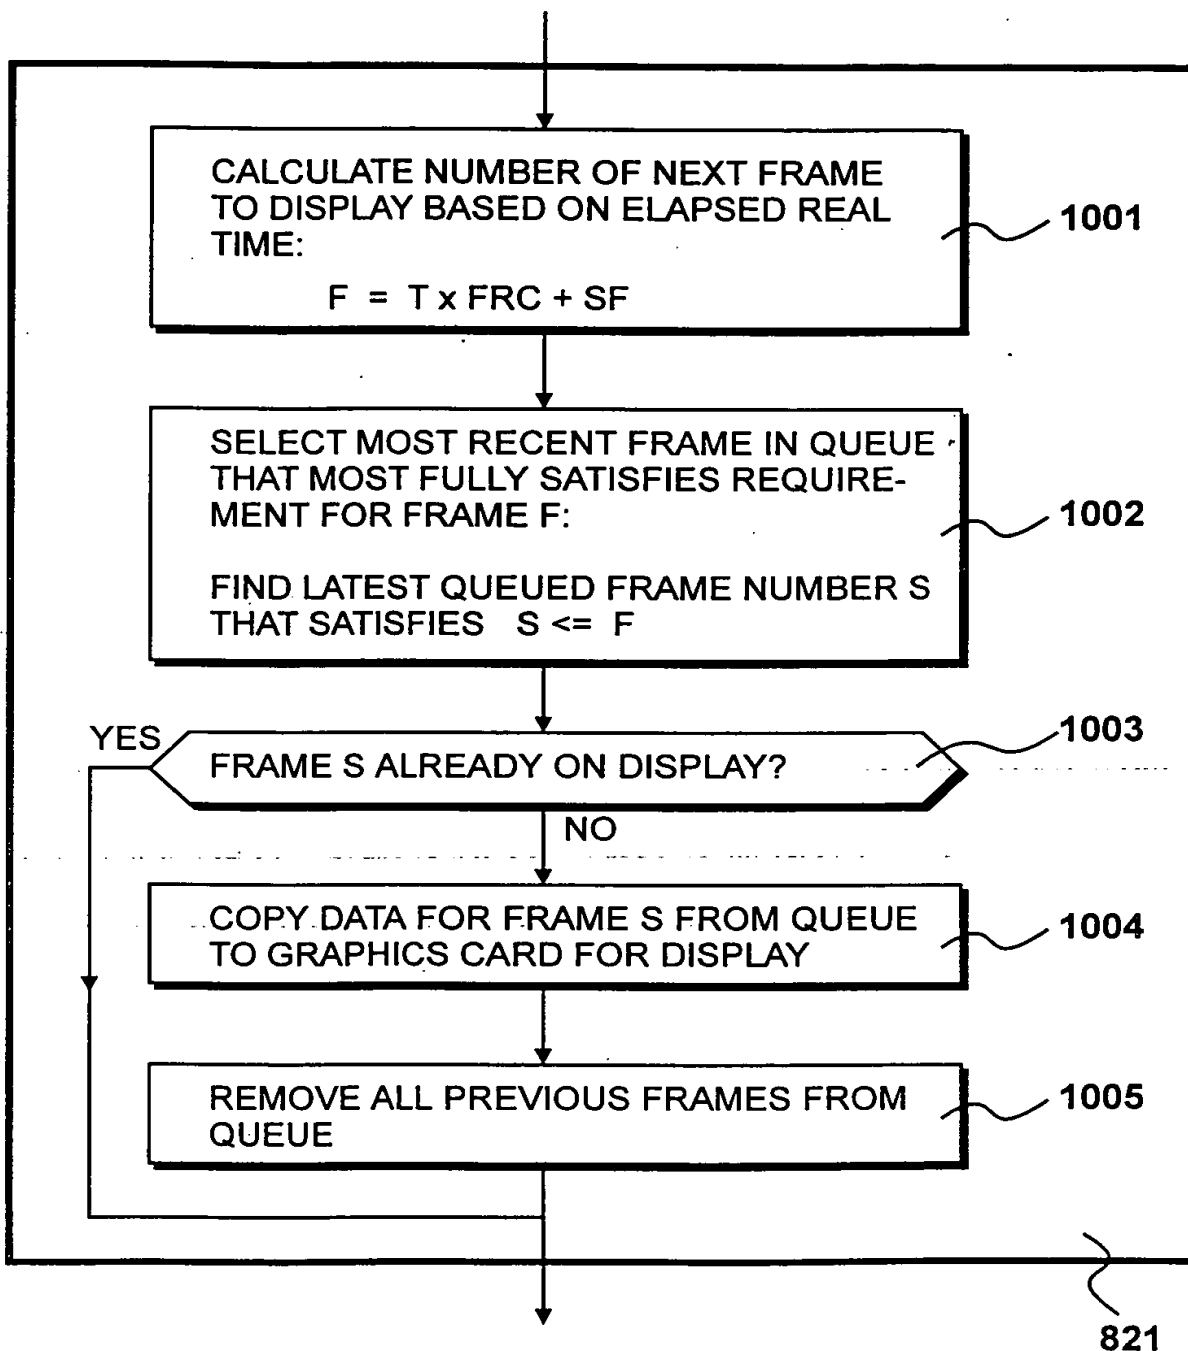 CALCULATE NUMBER OF NEXT FRAME
TO DISPLAY BASED ON ELAPSED REAL
TIME:
F = T x FRC + SF
1001
SELECT MOST RECENT FRAME IN QUEUE
THAT MOST FULLY SATISFIES REQUIRE-
MENT FOR FRAME F:
1002
FIND LATEST QUEUED FRAME NUMBER S
THAT SATISFIES S <= F
YES
1003
FRAME S ALREADY ON DISPLAY?
NO
COPY DATA FOR FRAME S FROM QUEUE
TO GRAPHICS CARD FOR DISPLAY
1004
REMOVE ALL PREVIOUS FRAMES FROM
QUEUE
1005
821